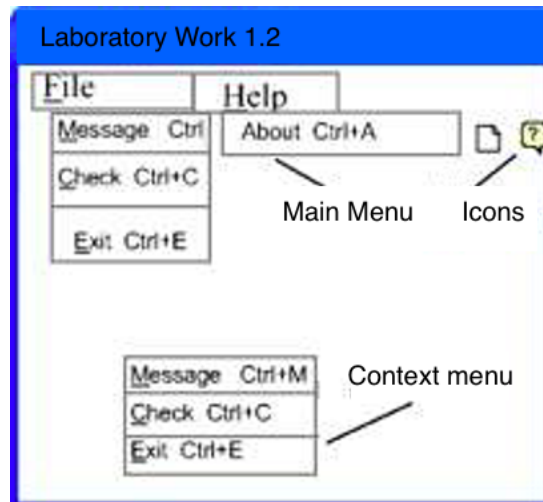 Laboratory Work 1.2
File Help
Message Ctrl About Ctrl+A ?
Check Ctrl+C
Main Menu Icons
Exit Ctrl+E
Message Ctrl+M
Context menu
Check Ctrl+C
Exit Ctrl+E